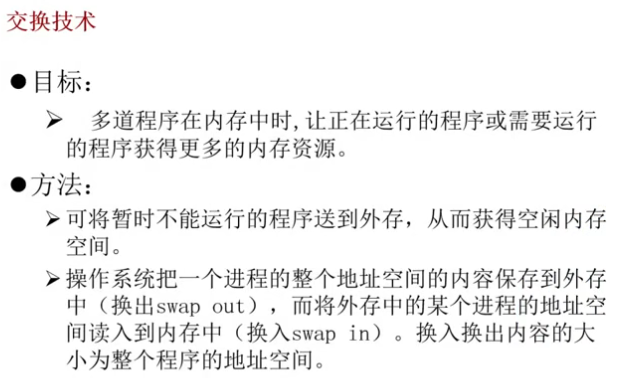 交换技术
●目标：
➢ 多道程序在内存中时,让正在运行的程序或需要运行
的程序获得更多的内存资源。
●方法：
➢可将暂时不能运行的程序送到外存，从而获得空闲内存
空间。
➢操作系统把一个进程的整个地址空间的内容保存到外存
中（换出swap out），而将外存中的某个进程的地址空
间读入到内存中（换入swap in）。换入换出内容的大
小为整个程序的地址空间。